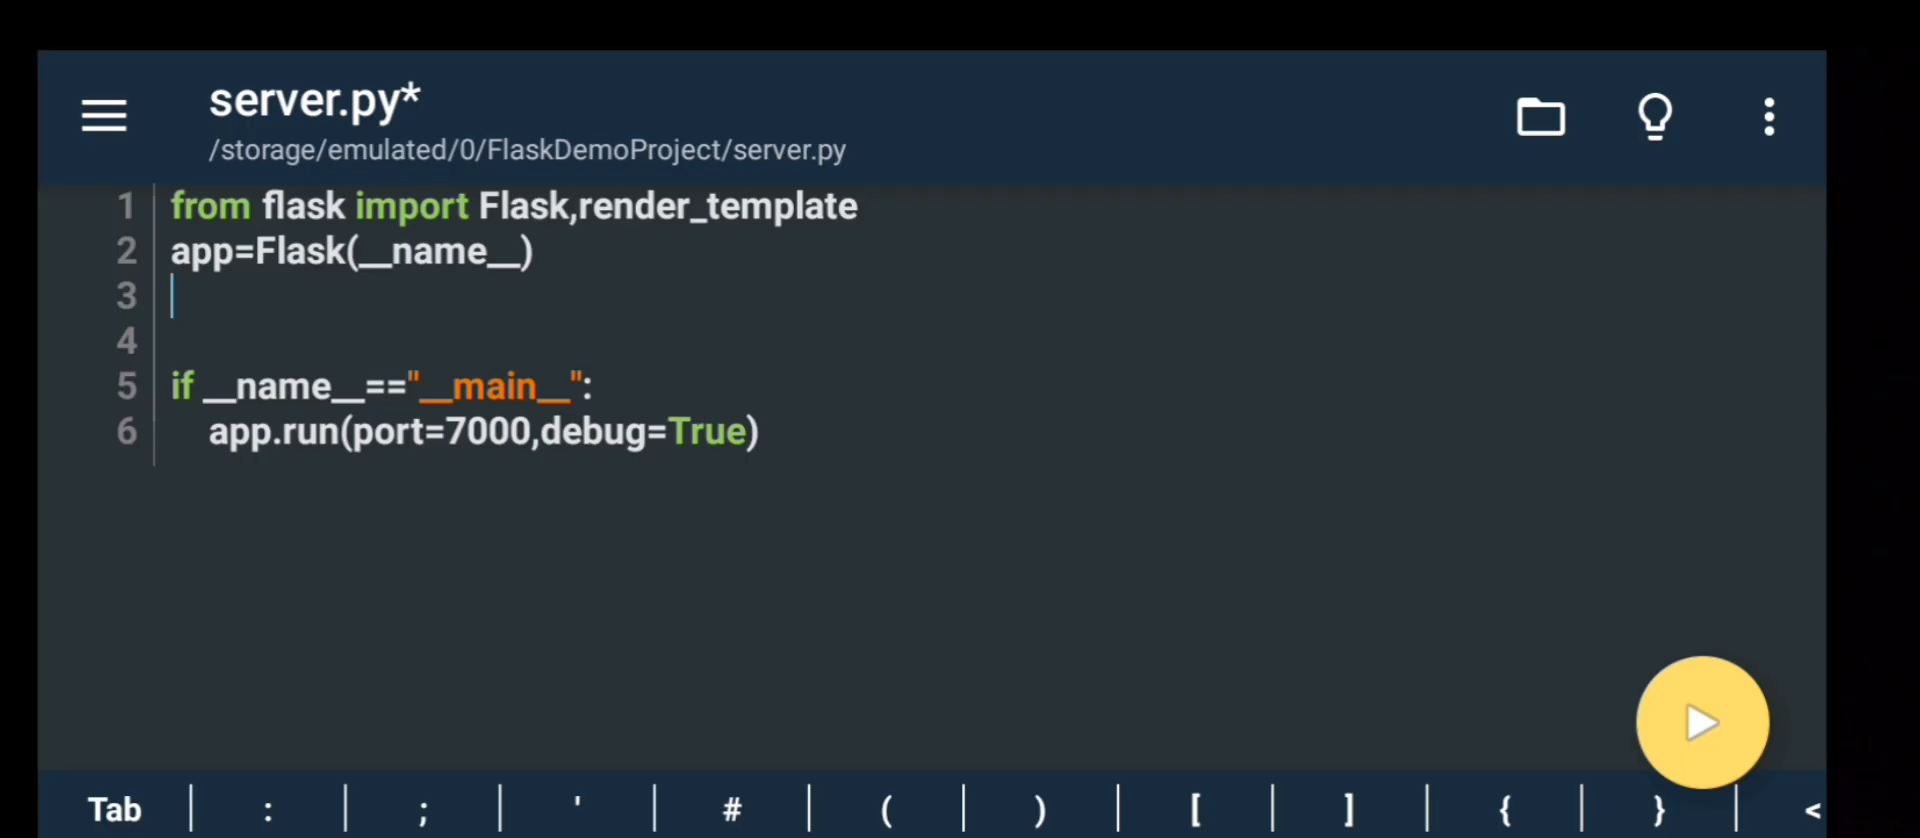 server.py*
/storage/emulated/0/FlaskDemoProject/server.py
1 from flask import Flask,render_template
2 app=Flask(__name__)
3
4
5 if __name__=="__main__":
6     app.run(port=7000,debug=True)
Tab : ; ' # ( ) [ ] { } <